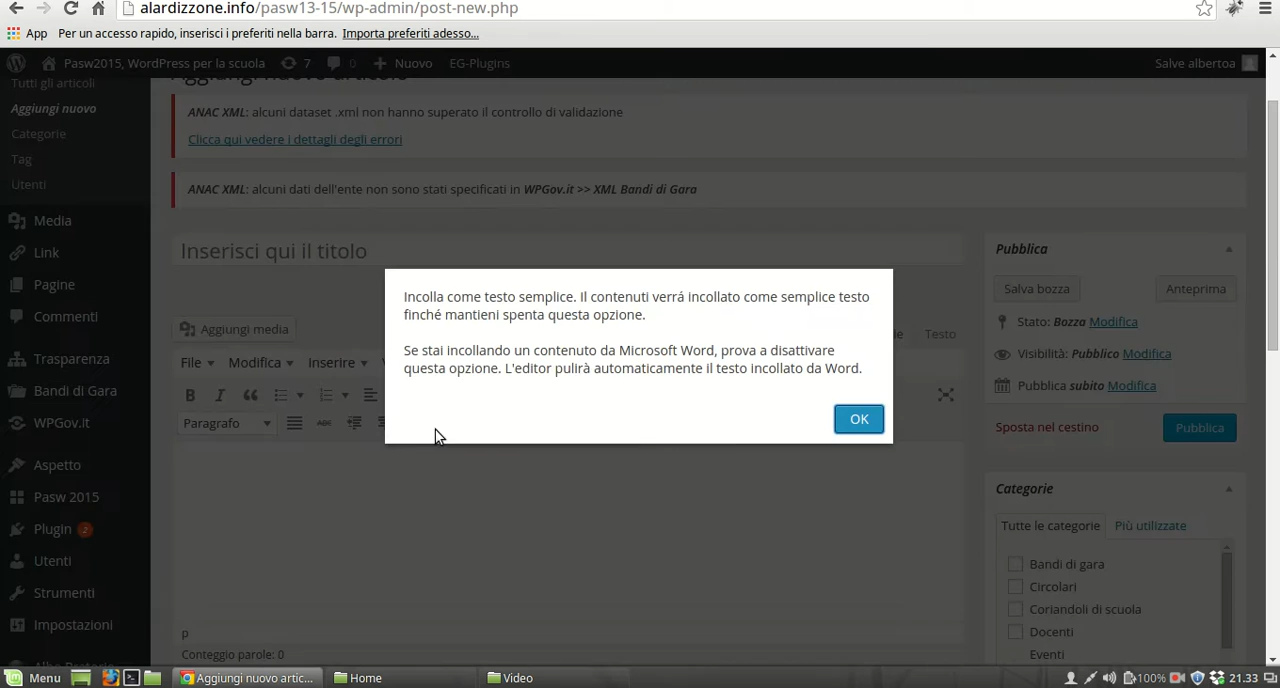 alardizzone.info/pasw13-15/wp-admin/post-new.php
App Per un accesso rapido, inserisci i preferiti nella barra. Importa preferiti adesso...
Pasw2015, WordPress per la scuola 7 0 Nuovo EG-Plugins Salve albertoa
Tutti gli articoli
Aggiungi nuovo
Categorie
Tag
Utenti
Media
Link
Pagine
Commenti
Trasparenza
Bandi di Gara
WPGov.it
Aspetto
Pasw 2015
Plugin 2
Utenti
Strumenti
Impostazioni
Albo Pretorio
Aggiungi nuovo articolo
ANAC XML: alcuni dataset .xml non hanno superato il controllo di validazione
Clicca qui vedere i dettagli degli errori
ANAC XML: alcuni dati dell'ente non sono stati specificati in WPGov.it >> XML Bandi di Gara
Inserisci qui il titolo
Aggiungi media
Testo
File Modifica Inserire
B I ABC
Paragrafo
Incolla come testo semplice. Il contenuti verrá incollato come semplice testo
finché mantieni spenta questa opzione.
Se stai incollando un contenuto da Microsoft Word, prova a disattivare
questa opzione. L'editor pulirà automaticamente il testo incollato da Word.
OK
p
Conteggio parole: 0
Pubblica
Salva bozza Anteprima
Stato: Bozza Modifica
Visibilità: Pubblico Modifica
Pubblica subito Modifica
Sposta nel cestino Pubblica
Categorie
Tutte le categorie Più utilizzate
Bandi di gara
Circolari
Coriandoli di scuola
Docenti
Eventi
Menu Aggiungi nuovo artic... Home Video 100% 21.33